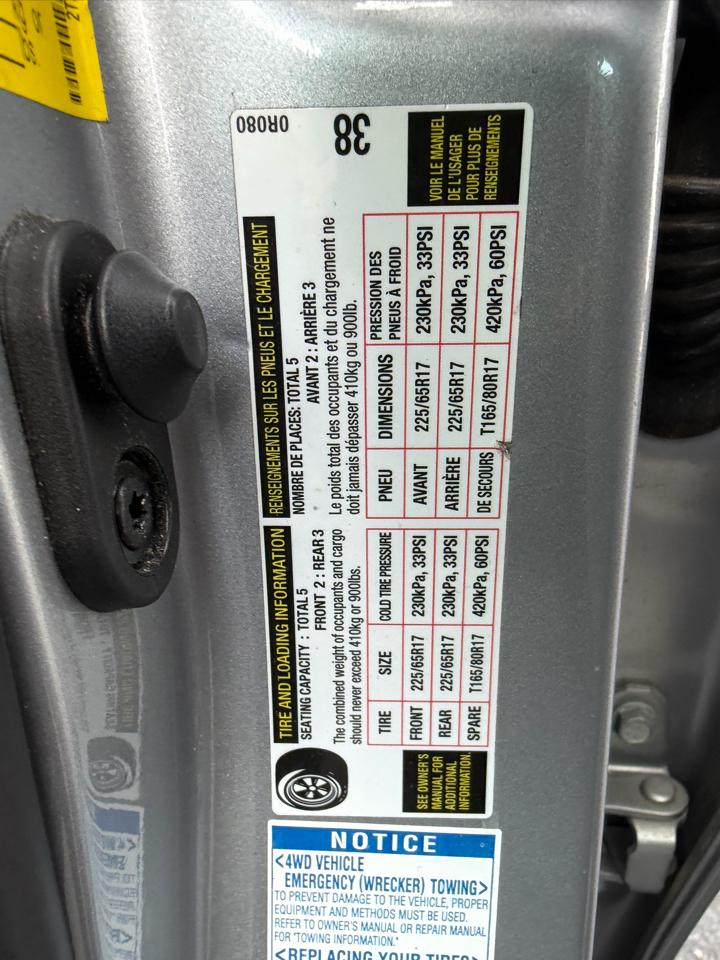 TIRE AND LOADING INFORMATION
SEATING CAPACITY : TOTAL 5
FRONT 2 : REAR 3
The combined weight of occupants and cargo
should never exceed 410kg or 900lbs.
TIRE SIZE COLD TIRE PRESSURE
FRONT 225/65R17 230kPa, 33PSI
REAR 225/65R17 230kPa, 33PSI
SPARE T165/80R17 420kPa, 60PSI
SEE OWNER'S
MANUAL FOR
ADDITIONAL
INFORMATION.
RENSEIGNEMENTS SUR LES PNEUS ET LE CHARGEMENT
NOMBRE DE PLACES: TOTAL 5
AVANT 2 : ARRIÈRE 3
Le poids total des occupants et du chargement ne
doit jamais dépasser 410kg ou 900lb.
PNEU DIMENSIONS PRESSION DES
PNEUS À FROID
AVANT 225/65R17 230kPa, 33PSI
ARRIÈRE 225/65R17 230kPa, 33PSI
DE SECOURS T165/80R17 420kPa, 60PSI
VOIR LE MANUEL
DE L'USAGER
POUR PLUS DE
RENSEIGNEMENTS
0R080
38
NOTICE
<4WD VEHICLE
EMERGENCY (WRECKER) TOWING>
TO PREVENT DAMAGE TO THE VEHICLE, PROPER
EQUIPMENT AND METHODS MUST BE USED.
REFER TO OWNER'S MANUAL OR REPAIR MANUAL
FOR "TOWING INFORMATION."
<REPLACING YOUR TIRES>